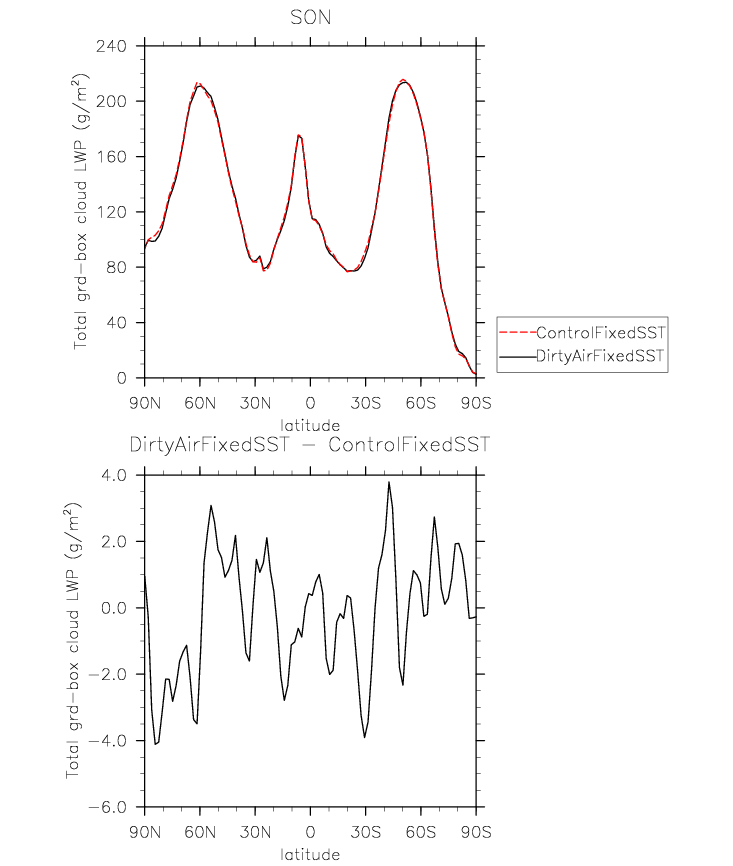 SON
Total grd-box cloud LWP (g/m²)
240
200
160
120
80
40
0
90N 60N 30N 0 30S 60S 90S
latitude
ControlFixedSST
DirtyAirFixedSST
DirtyAirFixedSST - ControlFixedSST
Total grd-box cloud LWP (g/m²)
4.0
2.0
0.0
-2.0
-4.0
-6.0
90N 60N 30N 0 30S 60S 90S
latitude